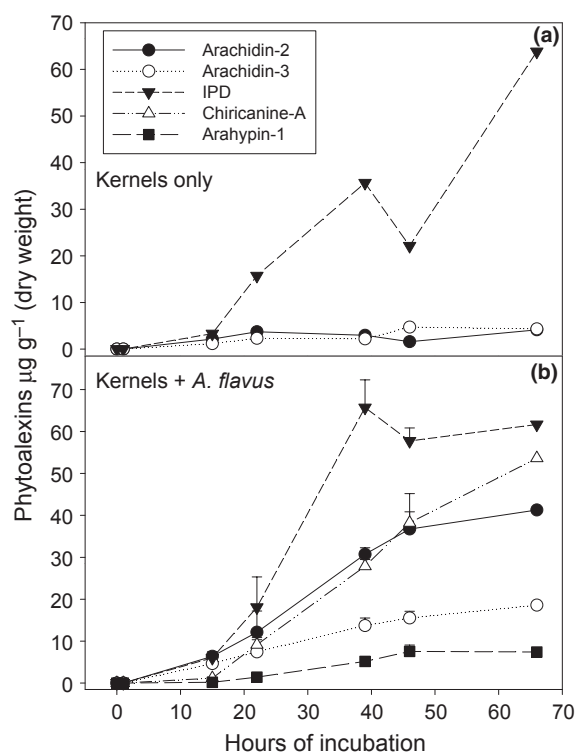 70
(a)
Arachidin-2
60
Arachidin-3
IPD
50
Chiricanine-A
Arahypin-1
40
Kernels only
30
20
10
0
Kernels + A. flavus
(b)
70
60
50
40
30
20
10
0
Phytoalexins µg g⁻¹ (dry weight)
0 10 20 30 40 50 60 70
Hours of incubation